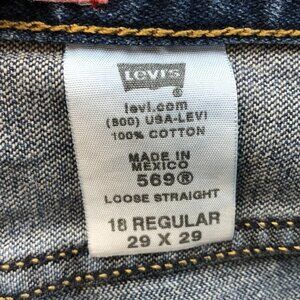 LEVI'S
levi.com
(800) USA-LEVI
100% COTTON
MADE IN
MEXICO
569®
LOOSE STRAIGHT
18 REGULAR
29 X 29